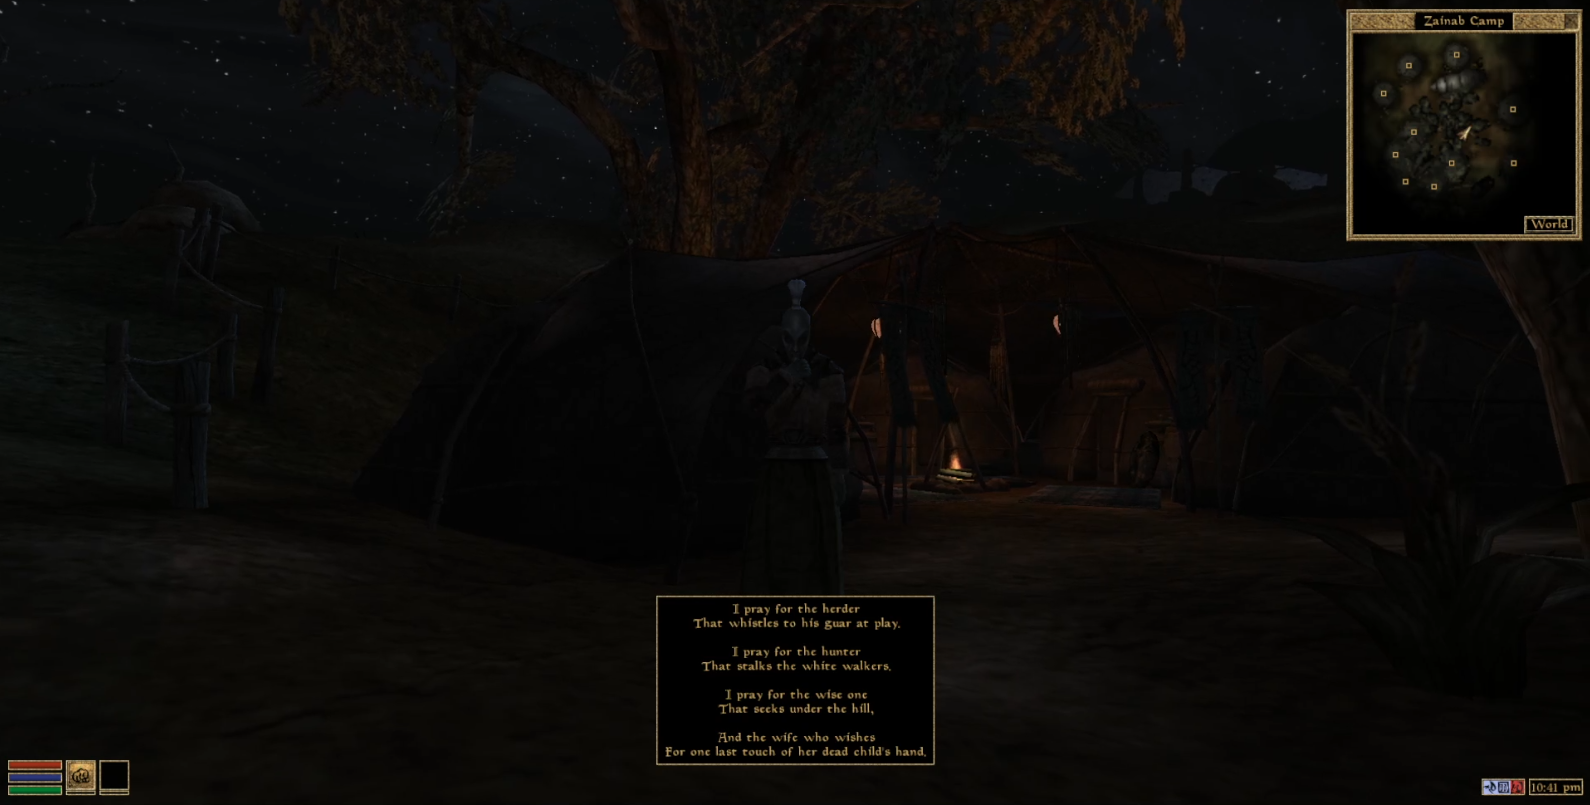 Zainab Camp
World
I pray for the herder
That whistles to his guar at play.
I pray for the hunter
That stalks the white walkers.
I pray for the wise one
That seeks under the hill,
And the wife who wishes
For one last touch of her dead child's hand.
10:41 pm